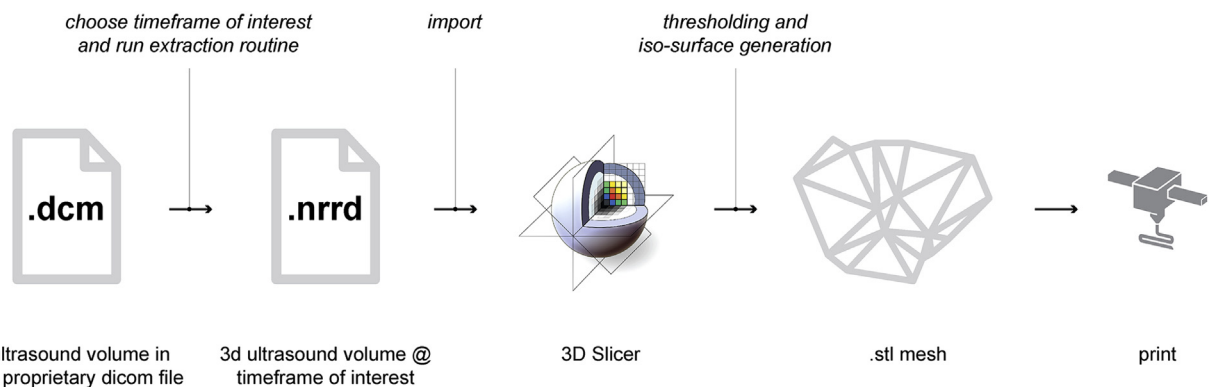 choose timeframe of interest
and run extraction routine
import
thresholding and
iso-surface generation
.dcm
.nrrd
ltrasound volume in
proprietary dicom file
3d ultrasound volume @
timeframe of interest
3D Slicer
.stl mesh
print